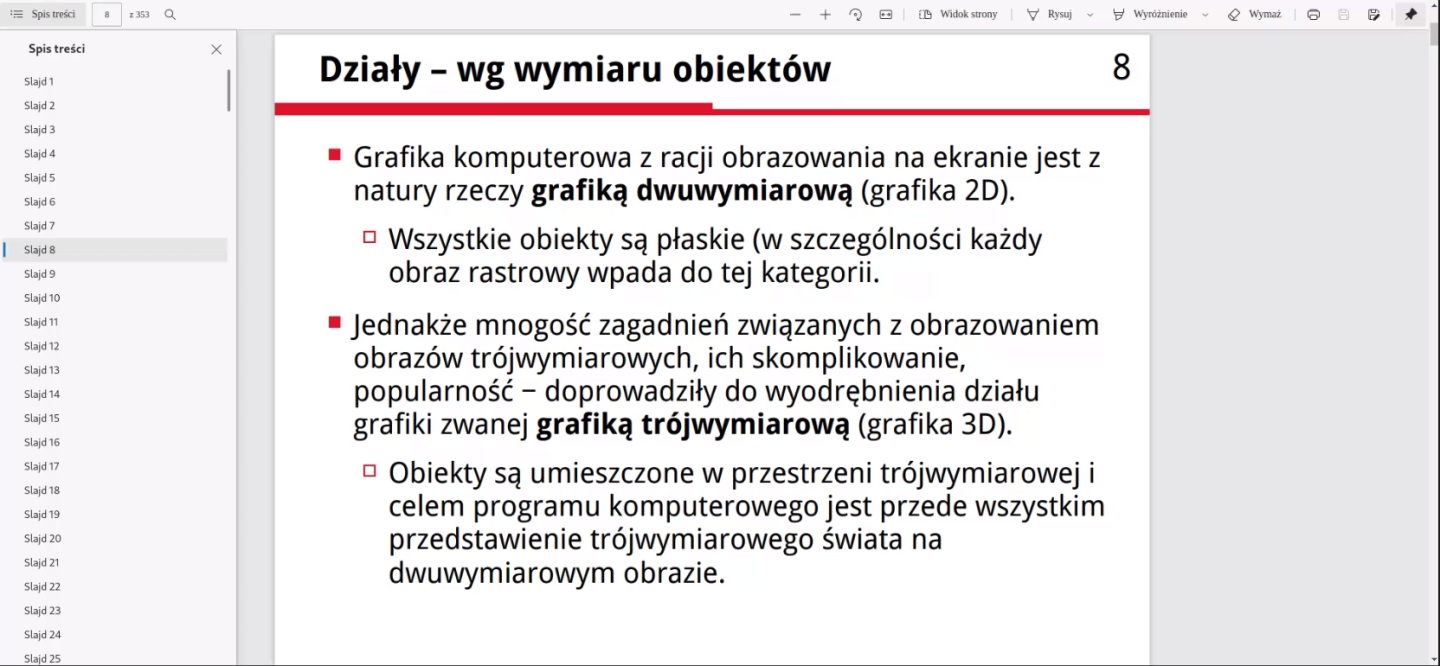 Spis treści
8
z 353
Widok strony
Rysuj
Wyróżnienie
Wymaż
Spis treści
Slajd 1
Slajd 2
Slajd 3
Slajd 4
Slajd 5
Slajd 6
Slajd 7
Slajd 8
Slajd 9
Slajd 10
Slajd 11
Slajd 12
Slajd 13
Slajd 14
Slajd 15
Slajd 16
Slajd 17
Slajd 18
Slajd 19
Slajd 20
Slajd 21
Slajd 22
Slajd 23
Slajd 24
Slajd 25
Działy – wg wymiaru obiektów
8
Grafika komputerowa z racji obrazowania na ekranie jest z
natury rzeczy grafiką dwuwymiarową (grafika 2D).
Wszystkie obiekty są płaskie (w szczególności każdy
obraz rastrowy wpada do tej kategorii.
Jednakże mnogość zagadnień związanych z obrazowaniem
obrazów trójwymiarowych, ich skomplikowanie,
popularność − doprowadziły do wyodrębnienia działu
grafiki zwanej grafiką trójwymiarową (grafika 3D).
Obiekty są umieszczone w przestrzeni trójwymiarowej i
celem programu komputerowego jest przede wszystkim
przedstawienie trójwymiarowego świata na
dwuwymiarowym obrazie.